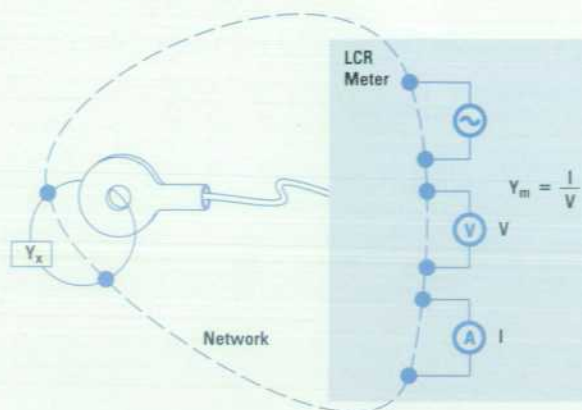 LCR
Meter
Y_m = I/V
V V
Y_x
A I
Network